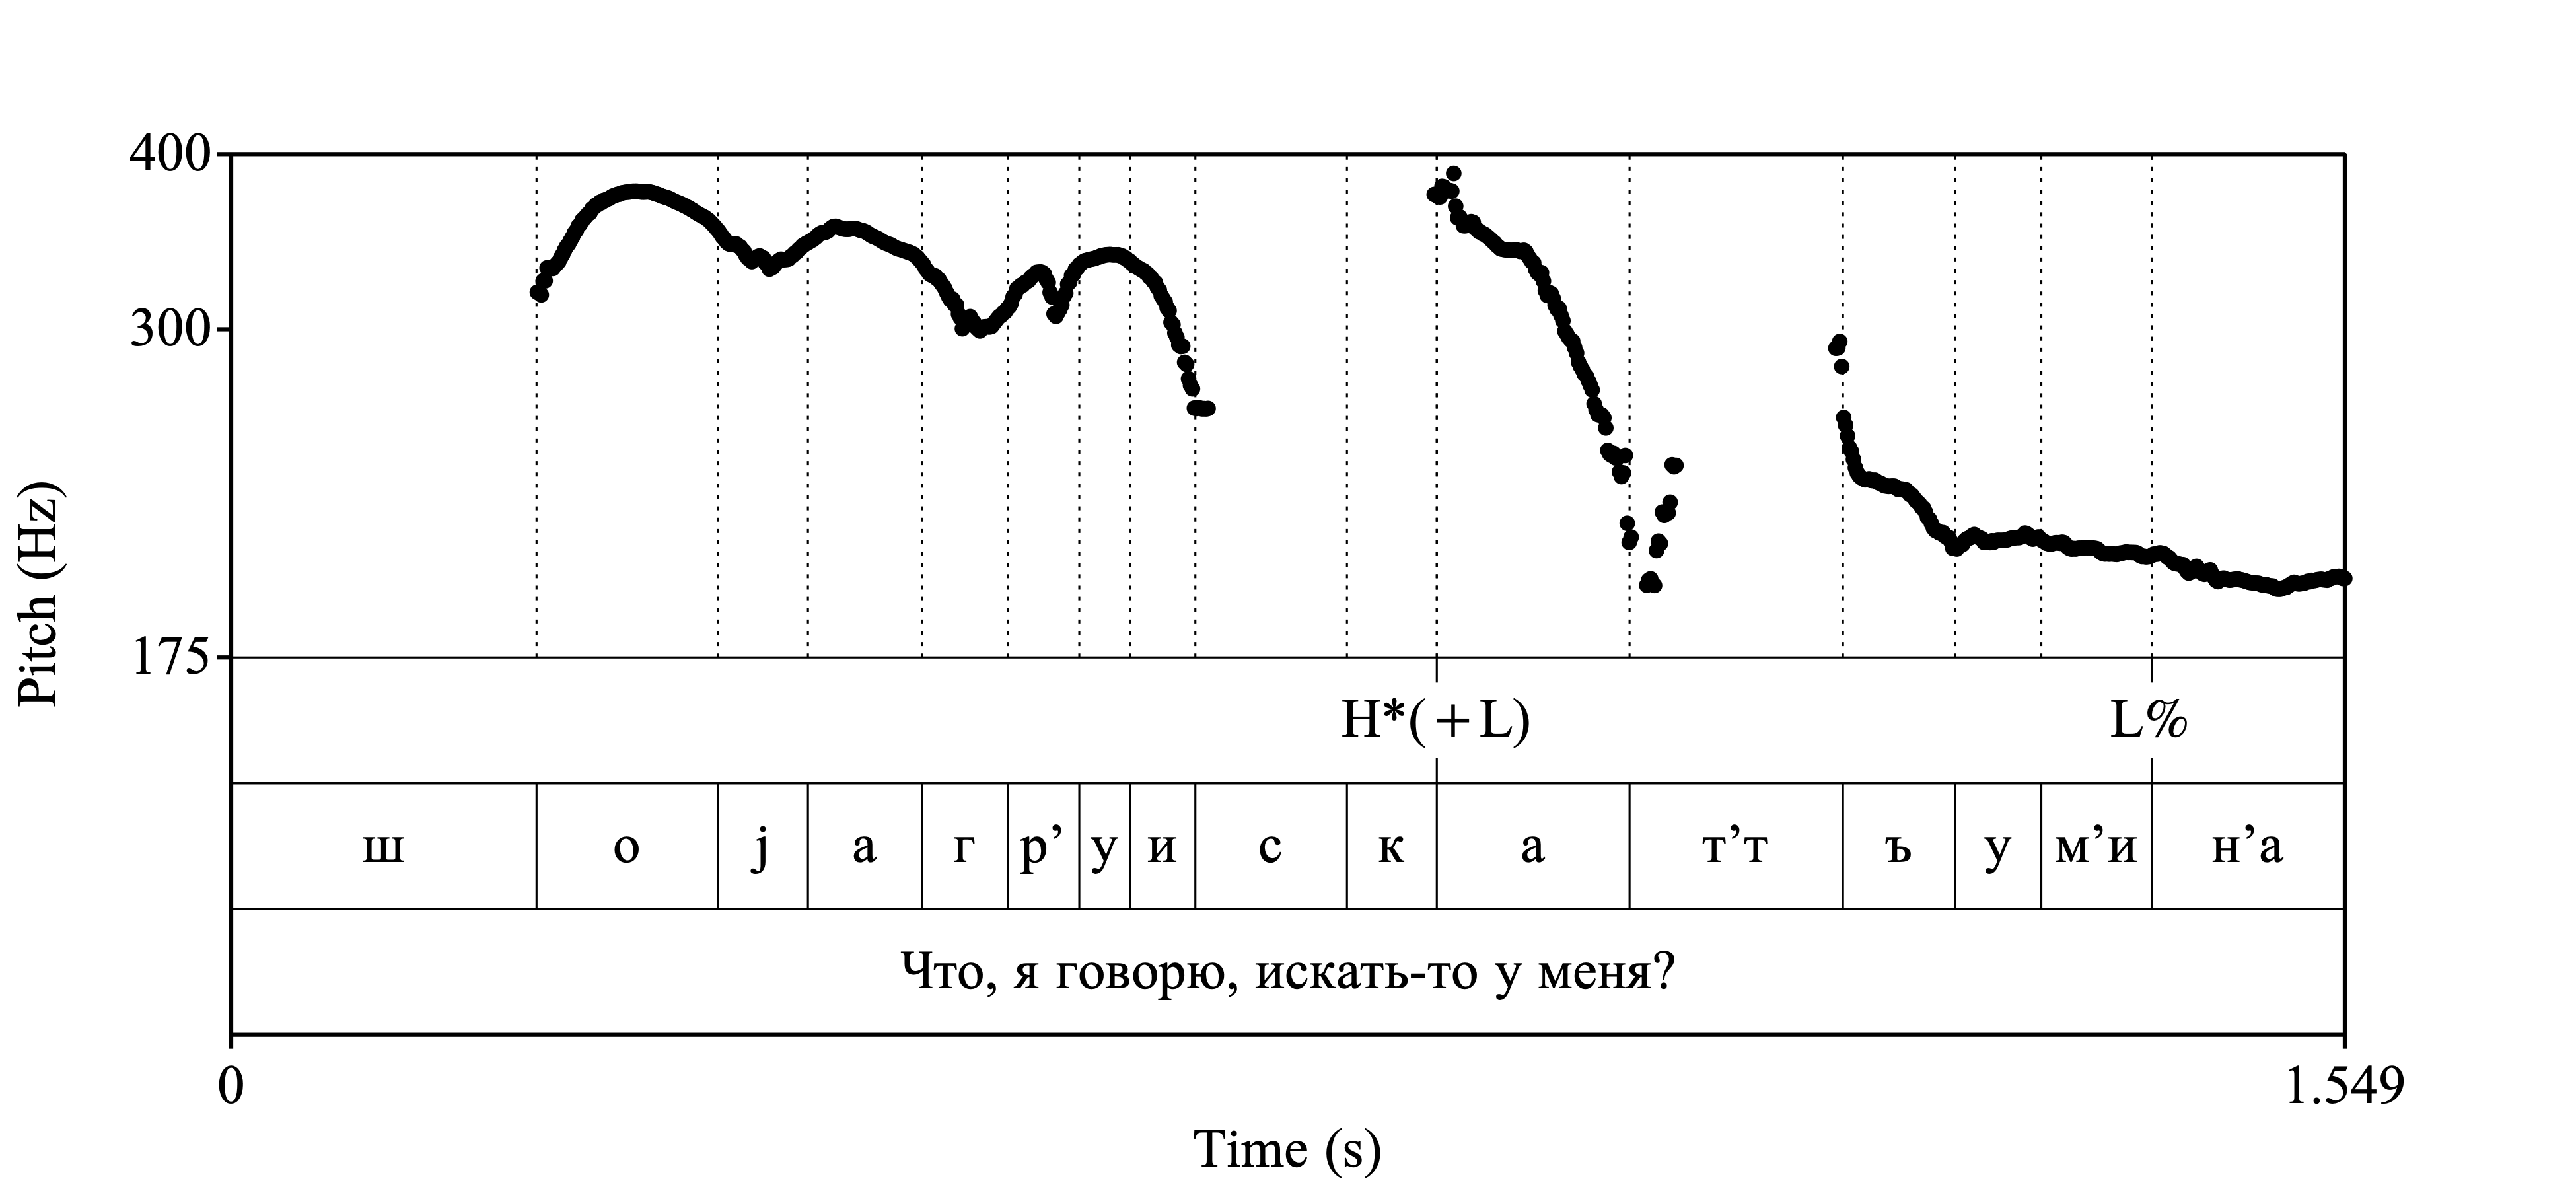 400
300
175
Pitch (Hz)
H*(+L) L%
ш о j а г р’ у и с к а т’т ъ у м’и н’а
Что, я говорю, искать-то у меня?
0 1.549
Time (s)